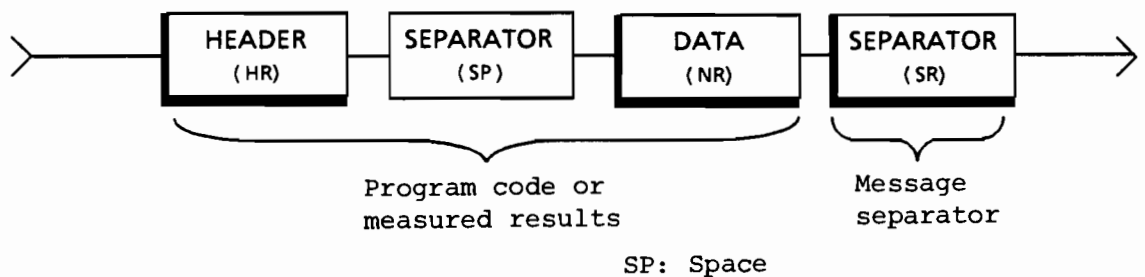 HEADER
(HR)
SEPARATOR
(SP)
DATA
(NR)
SEPARATOR
(SR)
Program code or
measured results
Message
separator
SP: Space